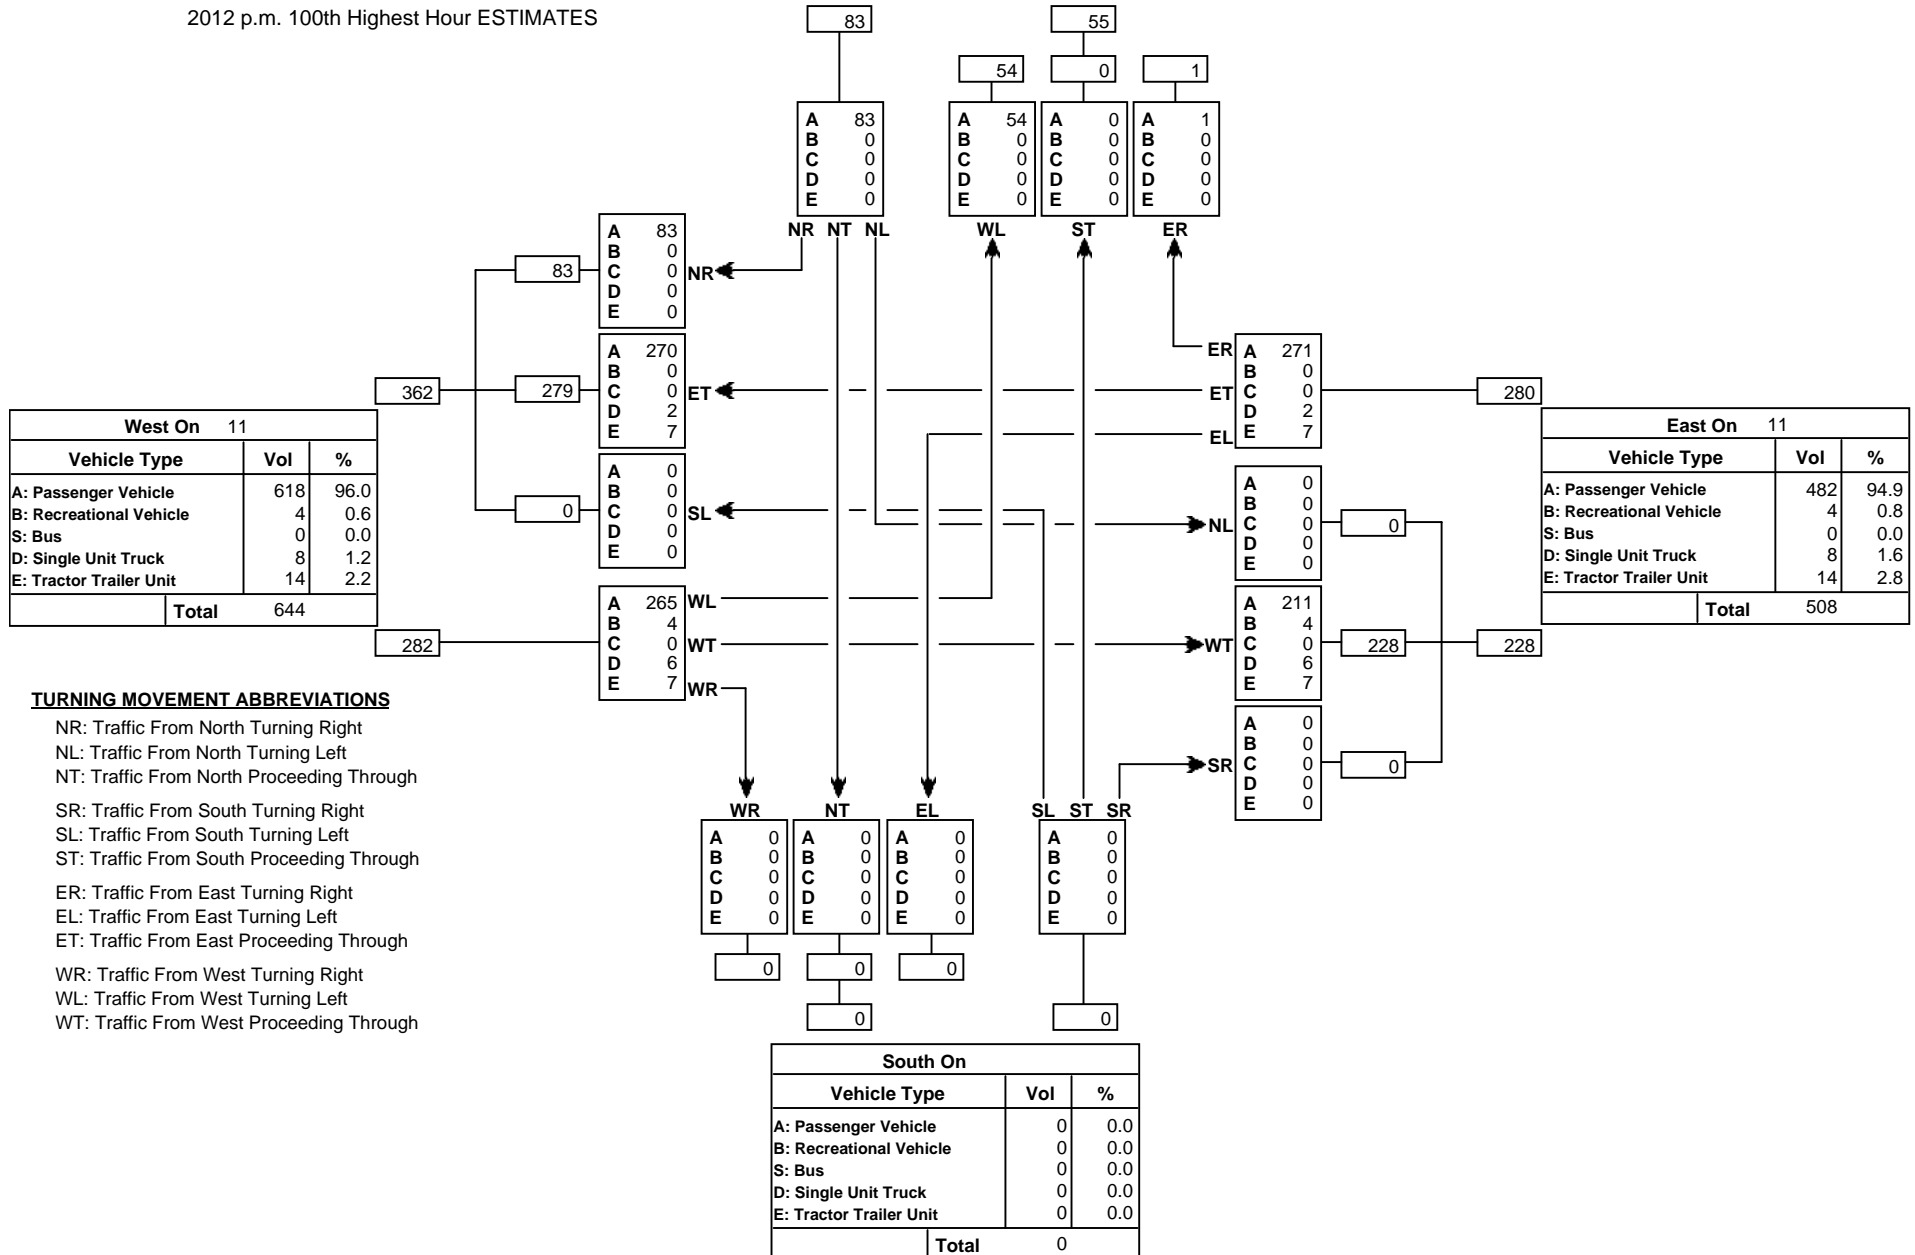 2012 p.m. 100th Highest Hour ESTIMATES
83
55
54
0
1
A 83
B 0
C 0
D 0
E 0
A 54
B 0
C 0
D 0
E 0
A 0
B 0
C 0
D 0
E 0
A 1
B 0
C 0
D 0
E 0
NR NT NL
WL
ST
ER
A 83
B 0
C 0
D 0
E 0
83
NR
A 270
B 0
C 0
D 2
E 7
362
279
ET
A 0
B 0
C 0
D 0
E 0
0
SL
A 265
B 4
C 0
D 6
E 7
282
WL
WT
WR
West On 11
Vehicle Type Vol %
A: Passenger Vehicle 618 96.0
B: Recreational Vehicle 4 0.6
S: Bus 0 0.0
D: Single Unit Truck 8 1.2
E: Tractor Trailer Unit 14 2.2
Total 644
ER
ET
EL
A 271
B 0
C 0
D 2
E 7
280
NL
A 0
B 0
C 0
D 0
E 0
0
WT
A 211
B 4
C 0
D 6
E 7
228
228
SR
A 0
B 0
C 0
D 0
E 0
0
East On 11
Vehicle Type Vol %
A: Passenger Vehicle 482 94.9
B: Recreational Vehicle 4 0.8
S: Bus 0 0.0
D: Single Unit Truck 8 1.6
E: Tractor Trailer Unit 14 2.8
Total 508
TURNING MOVEMENT ABBREVIATIONS
NR: Traffic From North Turning Right
NL: Traffic From North Turning Left
NT: Traffic From North Proceeding Through
SR: Traffic From South Turning Right
SL: Traffic From South Turning Left
ST: Traffic From South Proceeding Through
ER: Traffic From East Turning Right
EL: Traffic From East Turning Left
ET: Traffic From East Proceeding Through
WR: Traffic From West Turning Right
WL: Traffic From West Turning Left
WT: Traffic From West Proceeding Through
WR
NT
EL
SL ST SR
A 0
B 0
C 0
D 0
E 0
A 0
B 0
C 0
D 0
E 0
A 0
B 0
C 0
D 0
E 0
A 0
B 0
C 0
D 0
E 0
0
0
0
0
0
South On
Vehicle Type Vol %
A: Passenger Vehicle 0 0.0
B: Recreational Vehicle 0 0.0
S: Bus 0 0.0
D: Single Unit Truck 0 0.0
E: Tractor Trailer Unit 0 0.0
Total 0